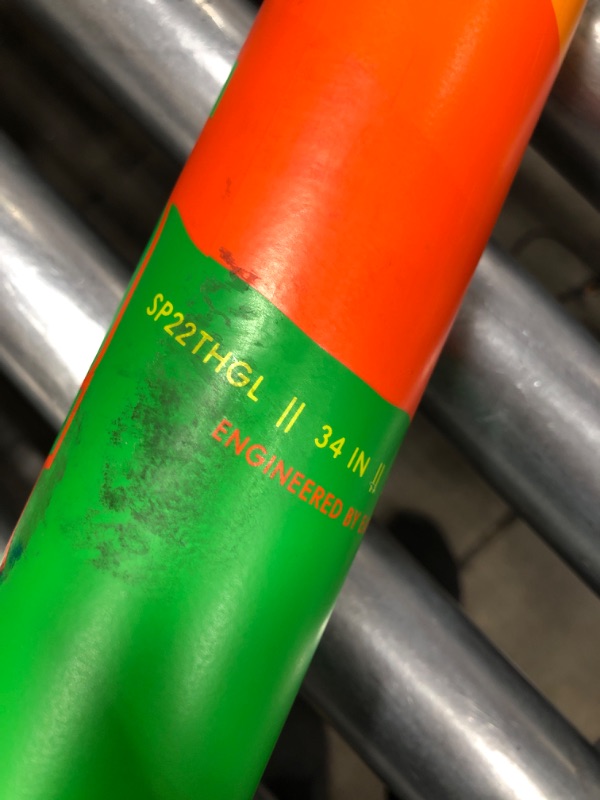 SP22THGL || 34 IN ||
ENGINEERED BY